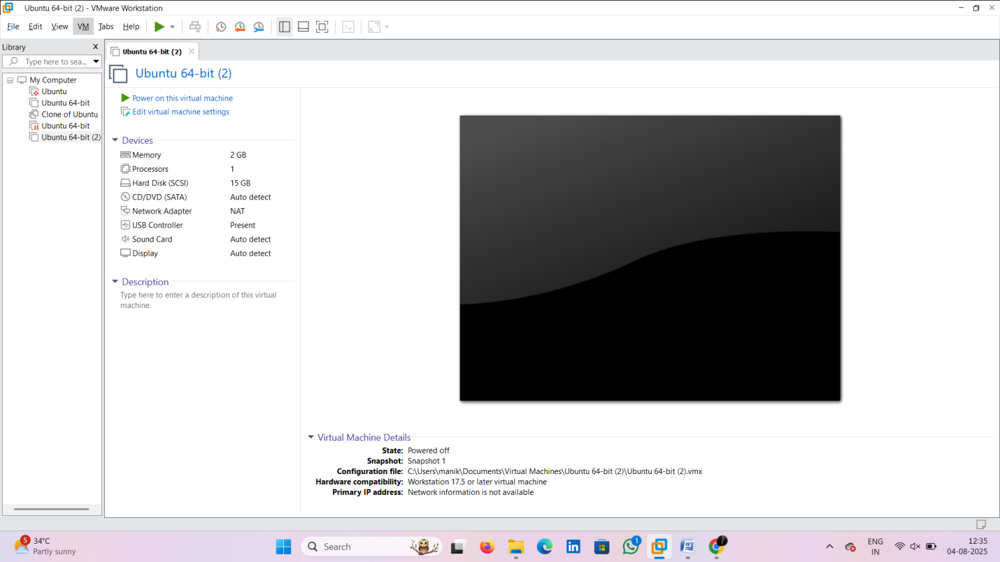 Ubuntu 64-bit (2) - VMware Workstation
File Edit View VM Tabs Help
Library
Type here to sea...
My Computer
Ubuntu
Ubuntu 64-bit
Clone of Ubuntu
Ubuntu 64-bit
Ubuntu 64-bit (2)
Ubuntu 64-bit (2)
Ubuntu 64-bit (2)
Power on this virtual machine
Edit virtual machine settings
Devices
Memory 2 GB
Processors 1
Hard Disk (SCSI) 15 GB
CD/DVD (SATA) Auto detect
Network Adapter NAT
USB Controller Present
Sound Card Auto detect
Display Auto detect
Description
Type here to enter a description of this virtual
machine.
Virtual Machine Details
State: Powered off
Snapshot: Snapshot 1
Configuration file: C:\Users\manik\Documents\Virtual Machines\Ubuntu 64-bit (2)\Ubuntu 64-bit (2).vmx
Hardware compatibility: Workstation 17.5 or later virtual machine
Primary IP address: Network information is not available
5
34°C
Partly sunny
Search
in
1
W
ENG
IN
12:35
04-08-2025